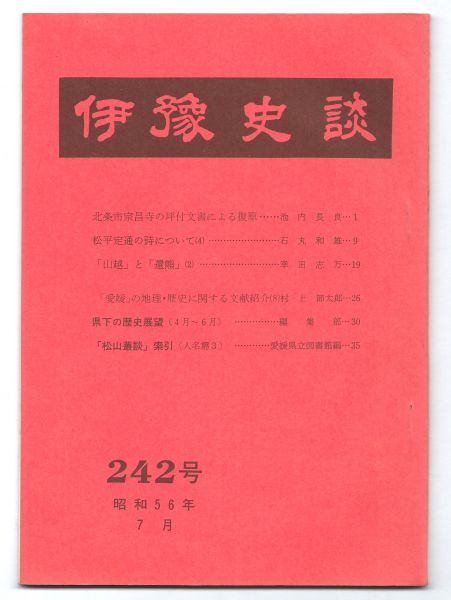 伊豫史談
北条市宗昌寺の坪付文書による復原……池内長良…1
松平定通の詩について⑷……………………石丸和雄…9
「山越」と「還熊」⑵……………………幸田志万…19
「愛媛」の地理・歴史に関する文献紹介⑻村上節太郎…26
県下の歴史展望(4月~6月)……………編集部…30
「松山叢談」索引(人名篇3)…………愛媛県立図書館編…35
242号
昭和56年
7月